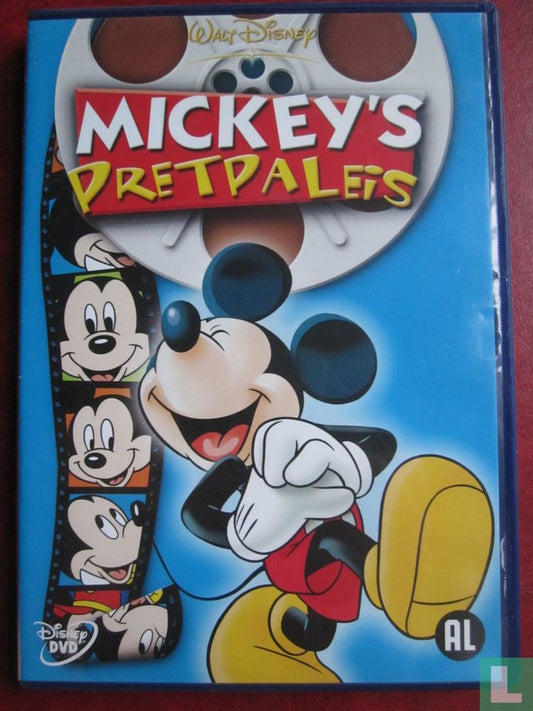 Walt Disney
MICKEY'S
PRETPALEIS
Disney
DVD
AL
L